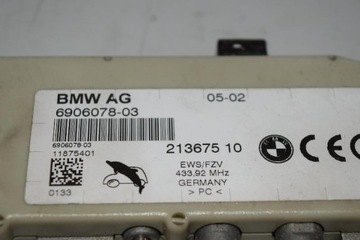 BMW AG
05-02
6906078-03
6906078-03
11875401
213675 10
EWS/FZV
433,92 MHz
GERMANY
> PC <
0133
CE